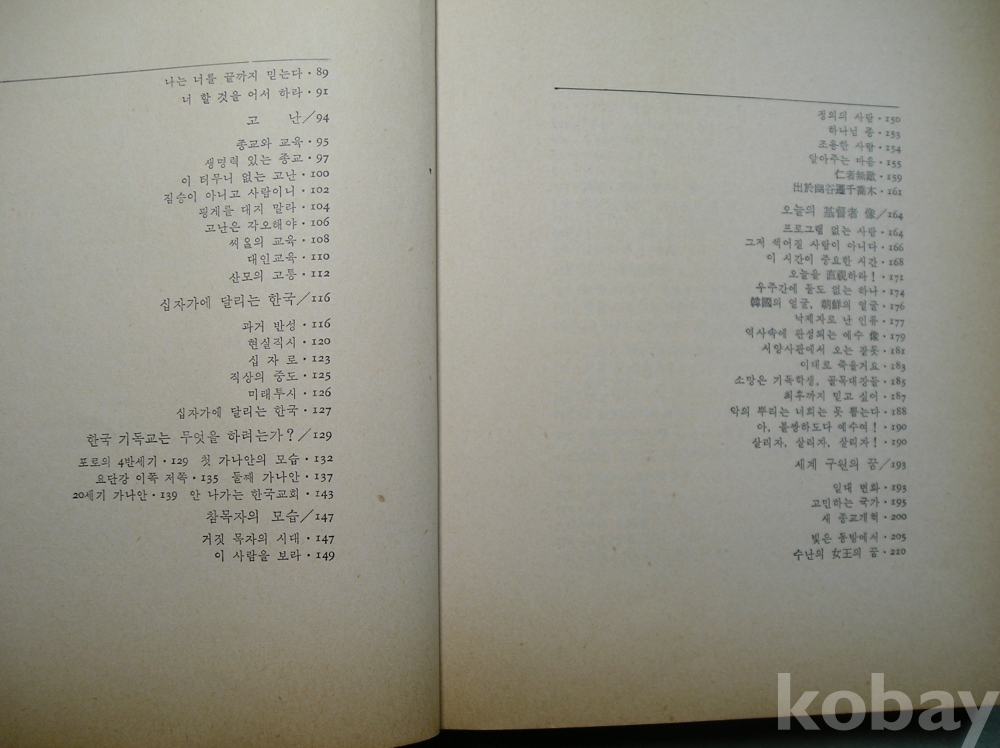 나는 너를 끝까지 믿는다·89
너 할 것을 어서 하라·91
고 난/94
종교와 교육·95
생명력 있는 종교·97
이 터무니 없는 고난·100
짐승이 아니고 사람이니·102
핑게를 대지 말라·104
고난은 각오해야·106
씨올의 교육·108
대인교육·110
산모의 고통·112
십자가에 달리는 한국/116
과거 반성·116
현실직시·120
십 자 로·123
직상의 중도·125
미래투시·126
십자가에 달리는 한국·127
한국 기독교는 무엇을 하려는가?/129
포로의 4반세기·129 첫 가나안의 모습·132
요단강 이쪽 저쪽·135 둘째 가나안·137
20세기 가나안·139 안 나가는 한국교회·143
참목자의 모습/147
거짓 목자의 시대·147
이 사람을 보라·149
정의의 사람·150
하나님 종·153
조용한 사람·154
알아주는 마음·155
仁者無敵·159
出於幽谷遷于喬木·161
오늘의 基督者 像/164
프로그램 없는 사람·164
그저 섞어질 사람이 아니다·166
이 시간이 중요한 시간·168
오늘을 直視하라!·171
우주간에 둘도 없는 하나·174
韓國의 얼굴, 朝鮮의 얼굴·176
낙제자로 난 인류·177
역사속에 완성되는 예수 像·179
서양사관에서 오는 잘못·181
이대로 죽을거요·183
소망은 기독학생, 골목대장들·185
최후까지 믿고 싶어·187
악의 뿌리는 너희는 못 뽑는다·188
아, 불쌍하도다 예수여!·190
살리자, 살리자, 살리자!·190
세계 구원의 꿈/193
일대 변화·193
고민하는 국가·195
새 종교개혁·200
빛은 동방에서·205
수난의 女王의 꿈·210
kobay